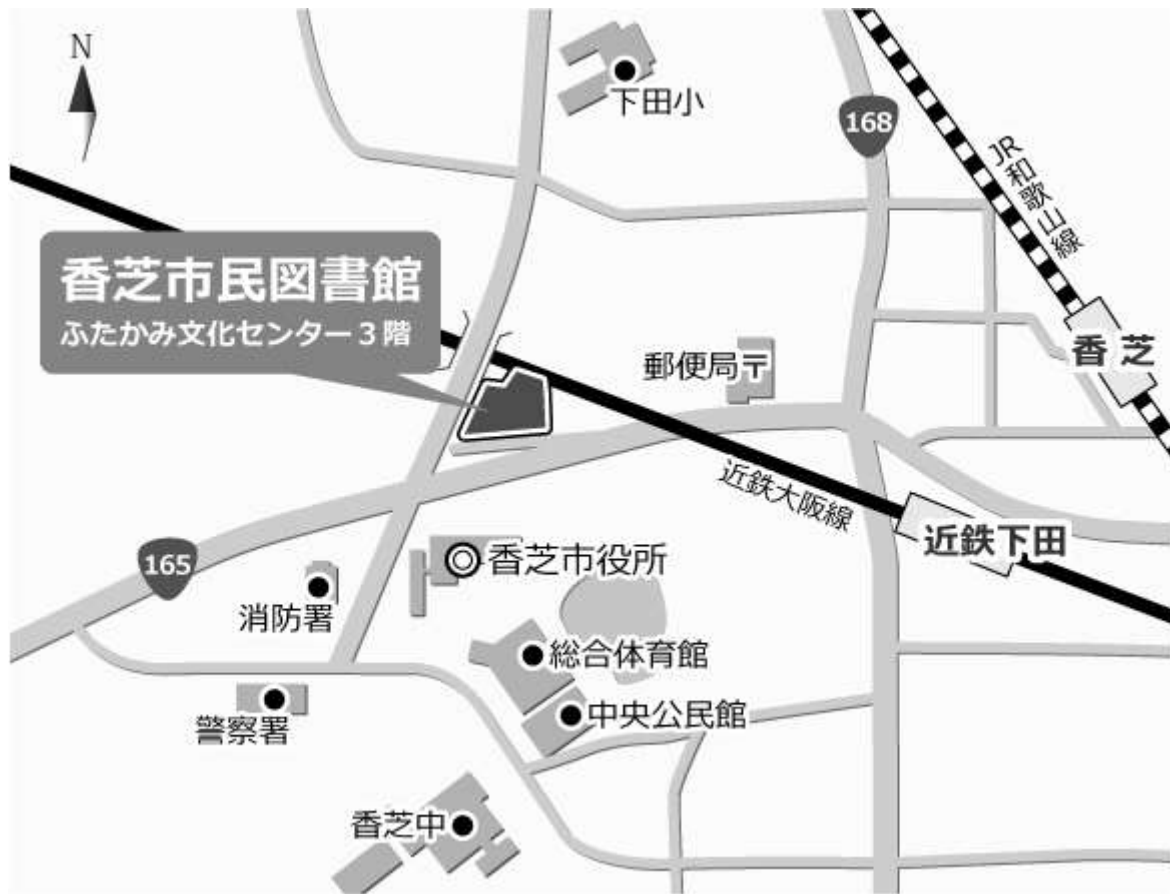 N
下田小
168
JR和歌山線
香芝市民図書館
ふたかみ文化センター３階
郵便局〒
香芝
近鉄大阪線
近鉄下田
165
香芝市役所
消防署
総合体育館
中央公民館
警察署
香芝中